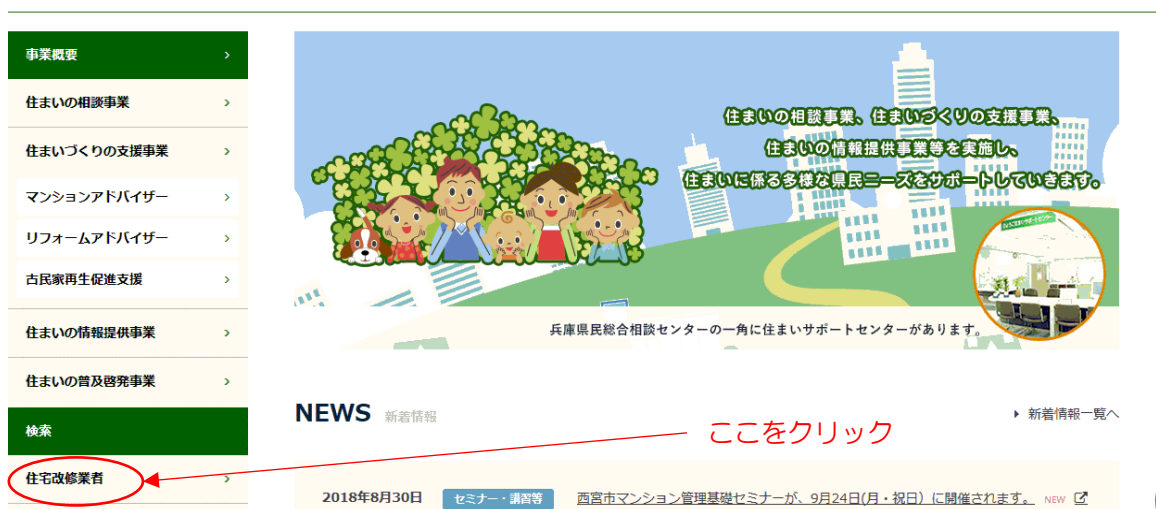 事業概要
住まいの相談事業
住まいづくりの支援事業
マンションアドバイザー
リフォームアドバイザー
古民家再生促進支援
住まいの情報提供事業
住まいの普及啓発事業
検索
住宅改修業者
住まいの相談事業、住まいづくりの支援事業、
住まいの情報提供事業等を実施し、
住まいに係る多様な県民ニーズをサポートしていきます。
兵庫県民総合相談センターの一角に住まいサポートセンターがあります。
NEWS 新着情報
新着情報一覧へ
ここをクリック
2018年8月30日 セミナー・講習等 西宮市マンション管理基礎セミナーが、9月24日(月・祝日）に開催されます。 NEW